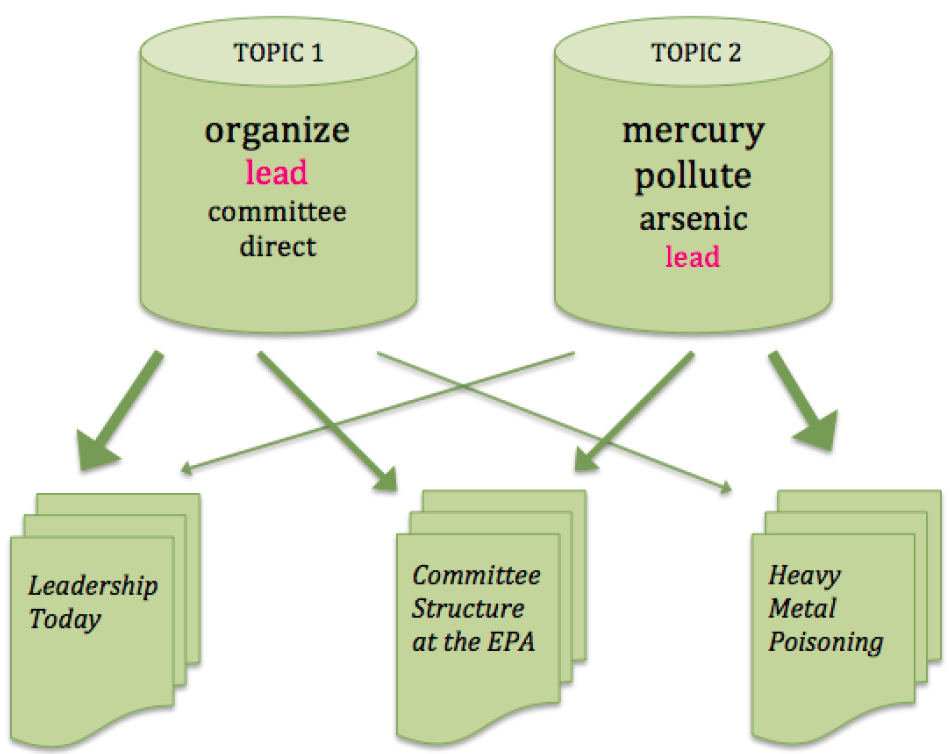 TOPIC 1
organize
lead
committee
direct
TOPIC 2
mercury
pollute
arsenic
lead
Leadership
Today
Committee
Structure
at the EPA
Heavy
Metal
Poisoning